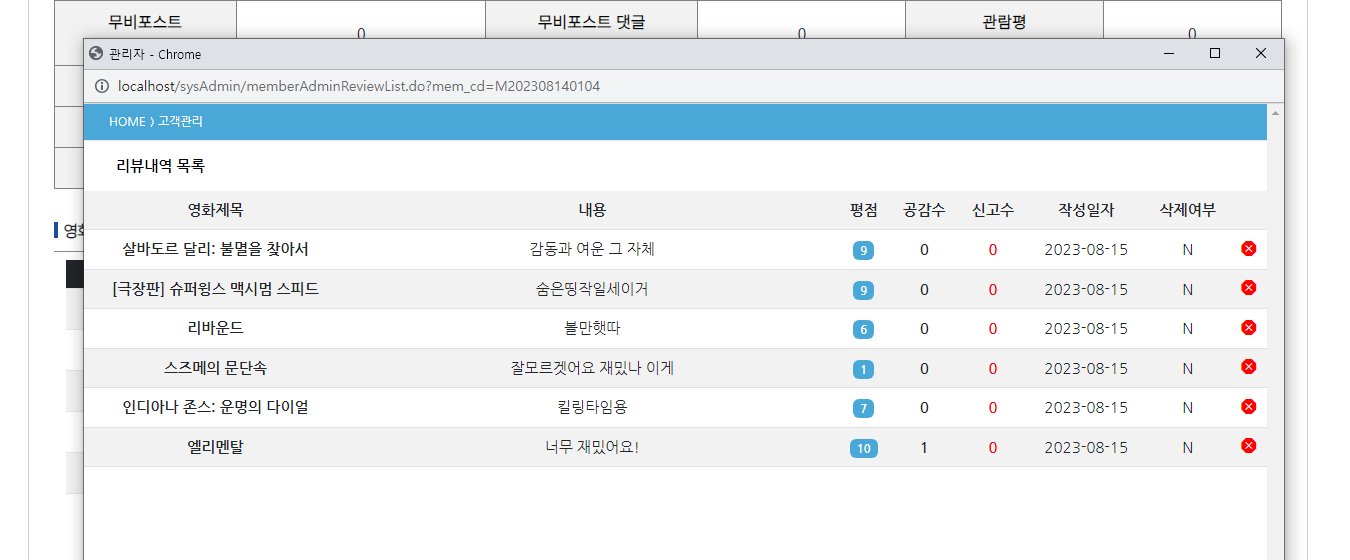 무비포스트 0 무비포스트 댓글 0 관람평 0
관리자 - Chrome
localhost/sysAdmin/memberAdminReviewList.do?mem_cd=M202308140104
HOME ⟩ 고객관리
리뷰내역 목록
영화제목 내용 평점 공감수 신고수 작성일자 삭제여부
살바도르 달리: 불멸을 찾아서 감동과 여운 그 자체 9 0 0 2023-08-15 N
[극장판] 슈퍼윙스 맥시멈 스피드 숨은띵작일세이거 9 0 0 2023-08-15 N
리바운드 볼만햇따 6 0 0 2023-08-15 N
스즈메의 문단속 잘모르겟어요 재밌나 이게 1 0 0 2023-08-15 N
인디아나 존스: 운명의 다이얼 킬링타임용 7 0 0 2023-08-15 N
엘리멘탈 너무 재밌어요! 10 1 0 2023-08-15 N